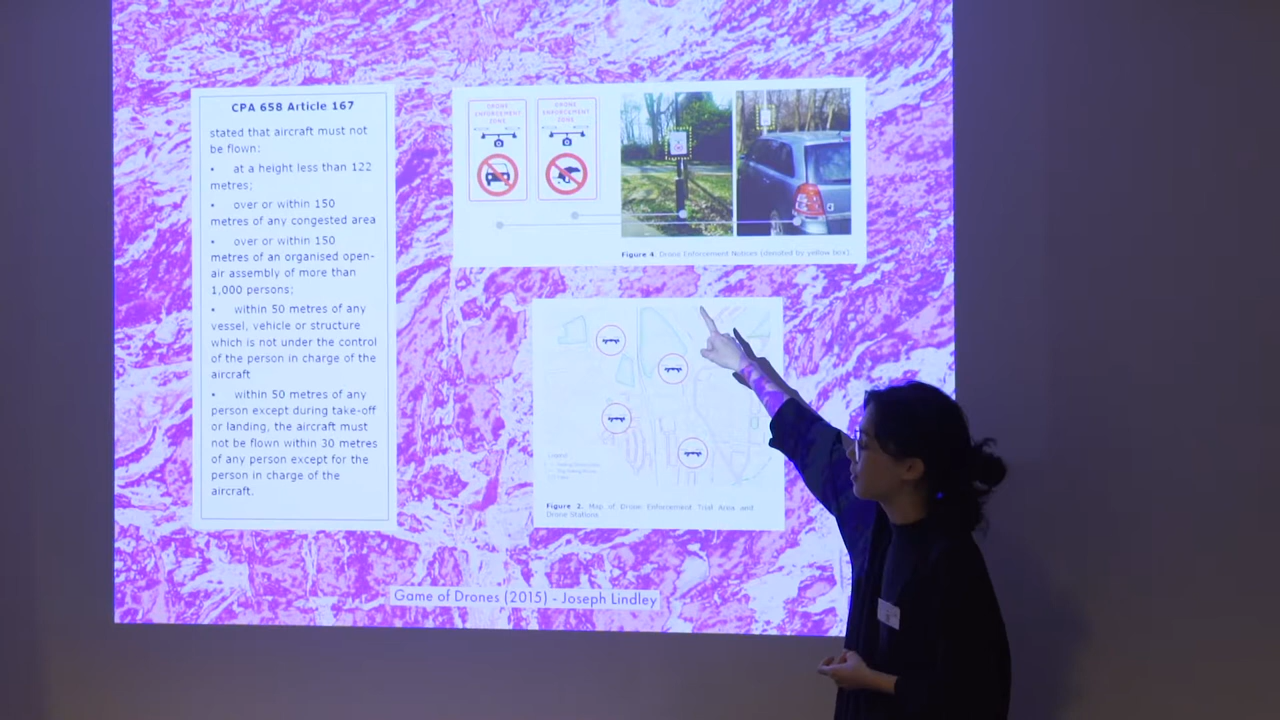 CPA 658 Article 167
stated that aircraft must not
be flown:
• at a height less than 122
metres;
• over or within 150
metres of any congested area
• over or within 150
metres of an organised open-
air assembly of more than
1,000 persons;
• within 50 metres of any
vessel, vehicle or structure
which is not under the control
of the person in charge of the
aircraft
• within 50 metres of any
person except during take-off
or landing, the aircraft must
not be flown within 30 metres
of any person except for the
person in charge of the
aircraft.
DRONE
ENFORCEMENT
ZONE
DRONE
ENFORCEMENT
ZONE
Figure 4. Drone Enforcement Notices (denoted by yellow box).
Legend
Figure 2. Map of Drone Enforcement Trial Area and
Drone Stations
Game of Drones (2015) - Joseph Lindley